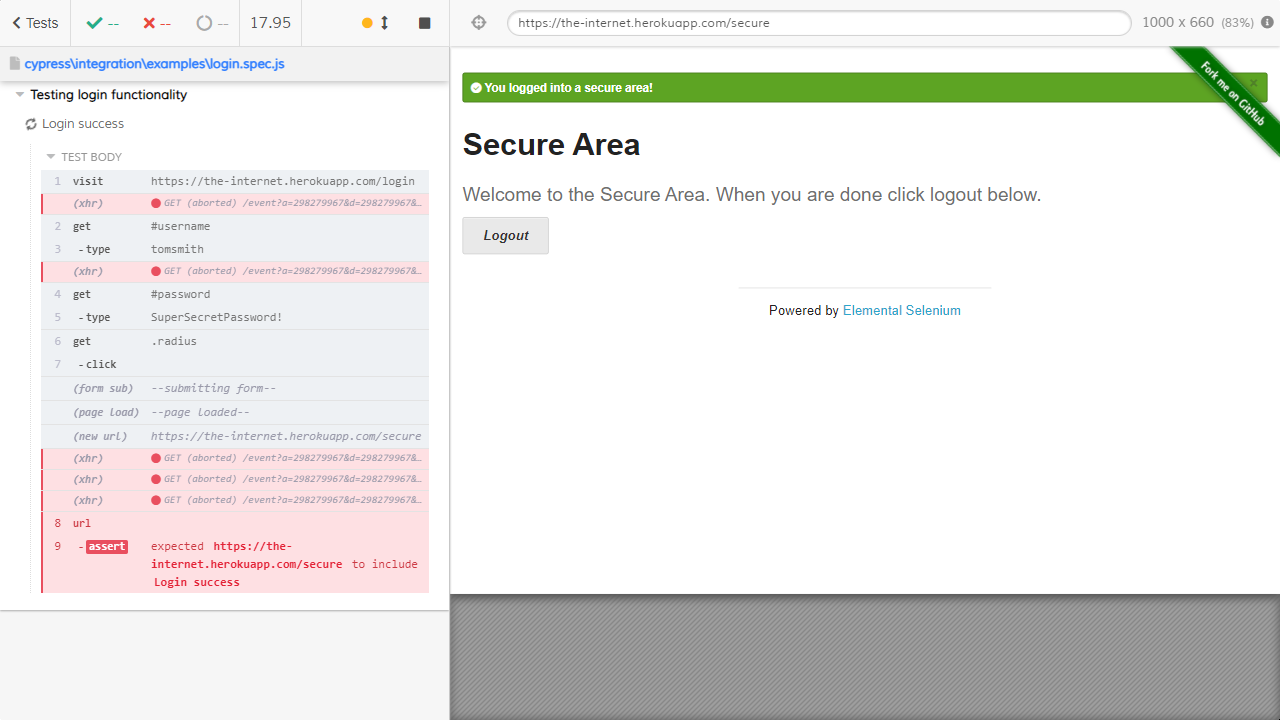 Tests -- -- -- 17.95
https://the-internet.herokuapp.com/secure 1000 x 660 (83%)
cypress\integration\examples\login.spec.js
Testing login functionality
Login success
TEST BODY
1 visit https://the-internet.herokuapp.com/login
(xhr) GET (aborted) /event?a=298279967&d=298279967&…
2 get #username
3 - type tomsmith
(xhr) GET (aborted) /event?a=298279967&d=298279967&…
4 get #password
5 - type SuperSecretPassword!
6 get .radius
7 - click
(form sub) --submitting form--
(page load) --page loaded--
(new url) https://the-internet.herokuapp.com/secure
(xhr) GET (aborted) /event?a=298279967&d=298279967&…
(xhr) GET (aborted) /event?a=298279967&d=298279967&…
(xhr) GET (aborted) /event?a=298279967&d=298279967&…
8 url
9 - assert expected https://the-
internet.herokuapp.com/secure to include
Login success
You logged into a secure area! ×
Fork me on GitHub
Secure Area
Welcome to the Secure Area. When you are done click logout below.
Logout
Powered by Elemental Selenium